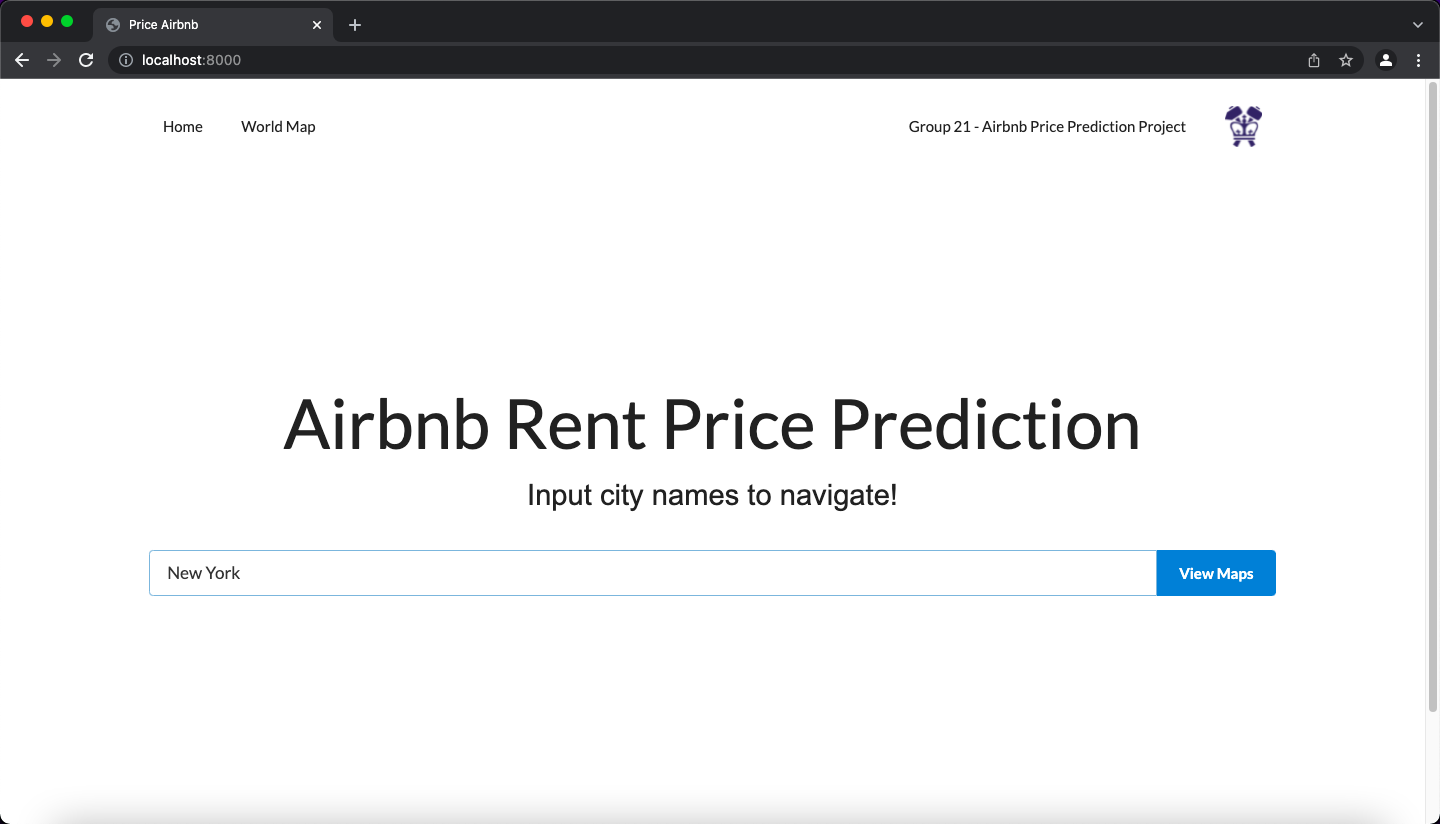 Price Airbnb
localhost:8000
Home World Map Group 21 - Airbnb Price Prediction Project
Airbnb Rent Price Prediction
Input city names to navigate!
New York View Maps